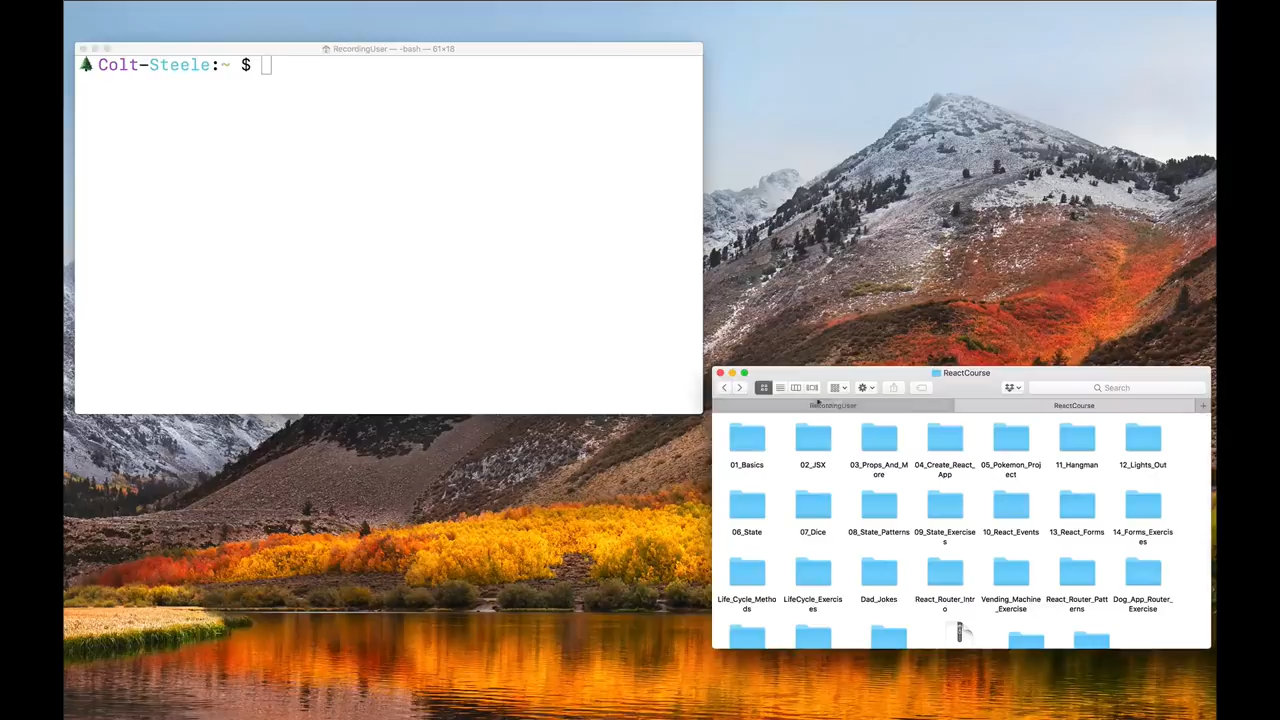 RecordingUser — -bash — 61×18
Colt-Steele:~ $
ReactCourse
Search
RecordingUser
ReactCourse
+
01_Basics
02_JSX
03_Props_And_M
ore
04_Create_React_
App
05_Pokemon_Proj
ect
11_Hangman
12_Lights_Out
06_State
07_Dice
08_State_Patterns
09_State_Exercise
s
10_React_Events
13_React_Forms
14_Forms_Exercis
es
Life_Cycle_Metho
ds
LifeCycle_Exercis
es
Dad_Jokes
React_Router_Intr
o
Vending_Machine
_Exercise
React_Router_Patt
erns
Dog_App_Router_
Exercise